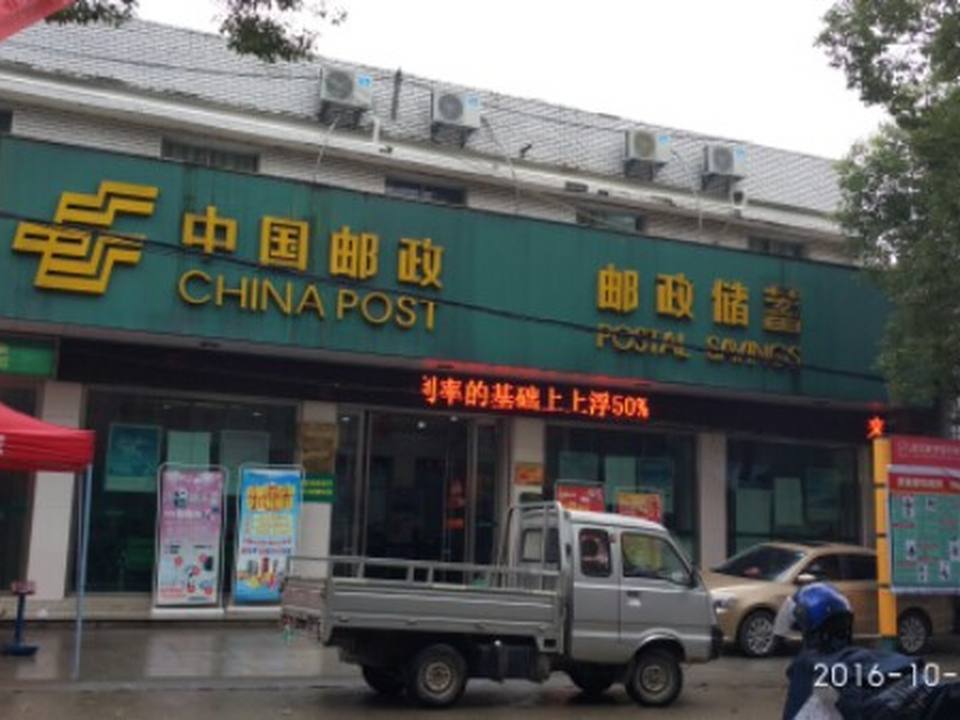 中国邮政
CHINA POST
邮政储蓄
POSTAL SAVINGS
利率的基础上上浮50%
2016-10-